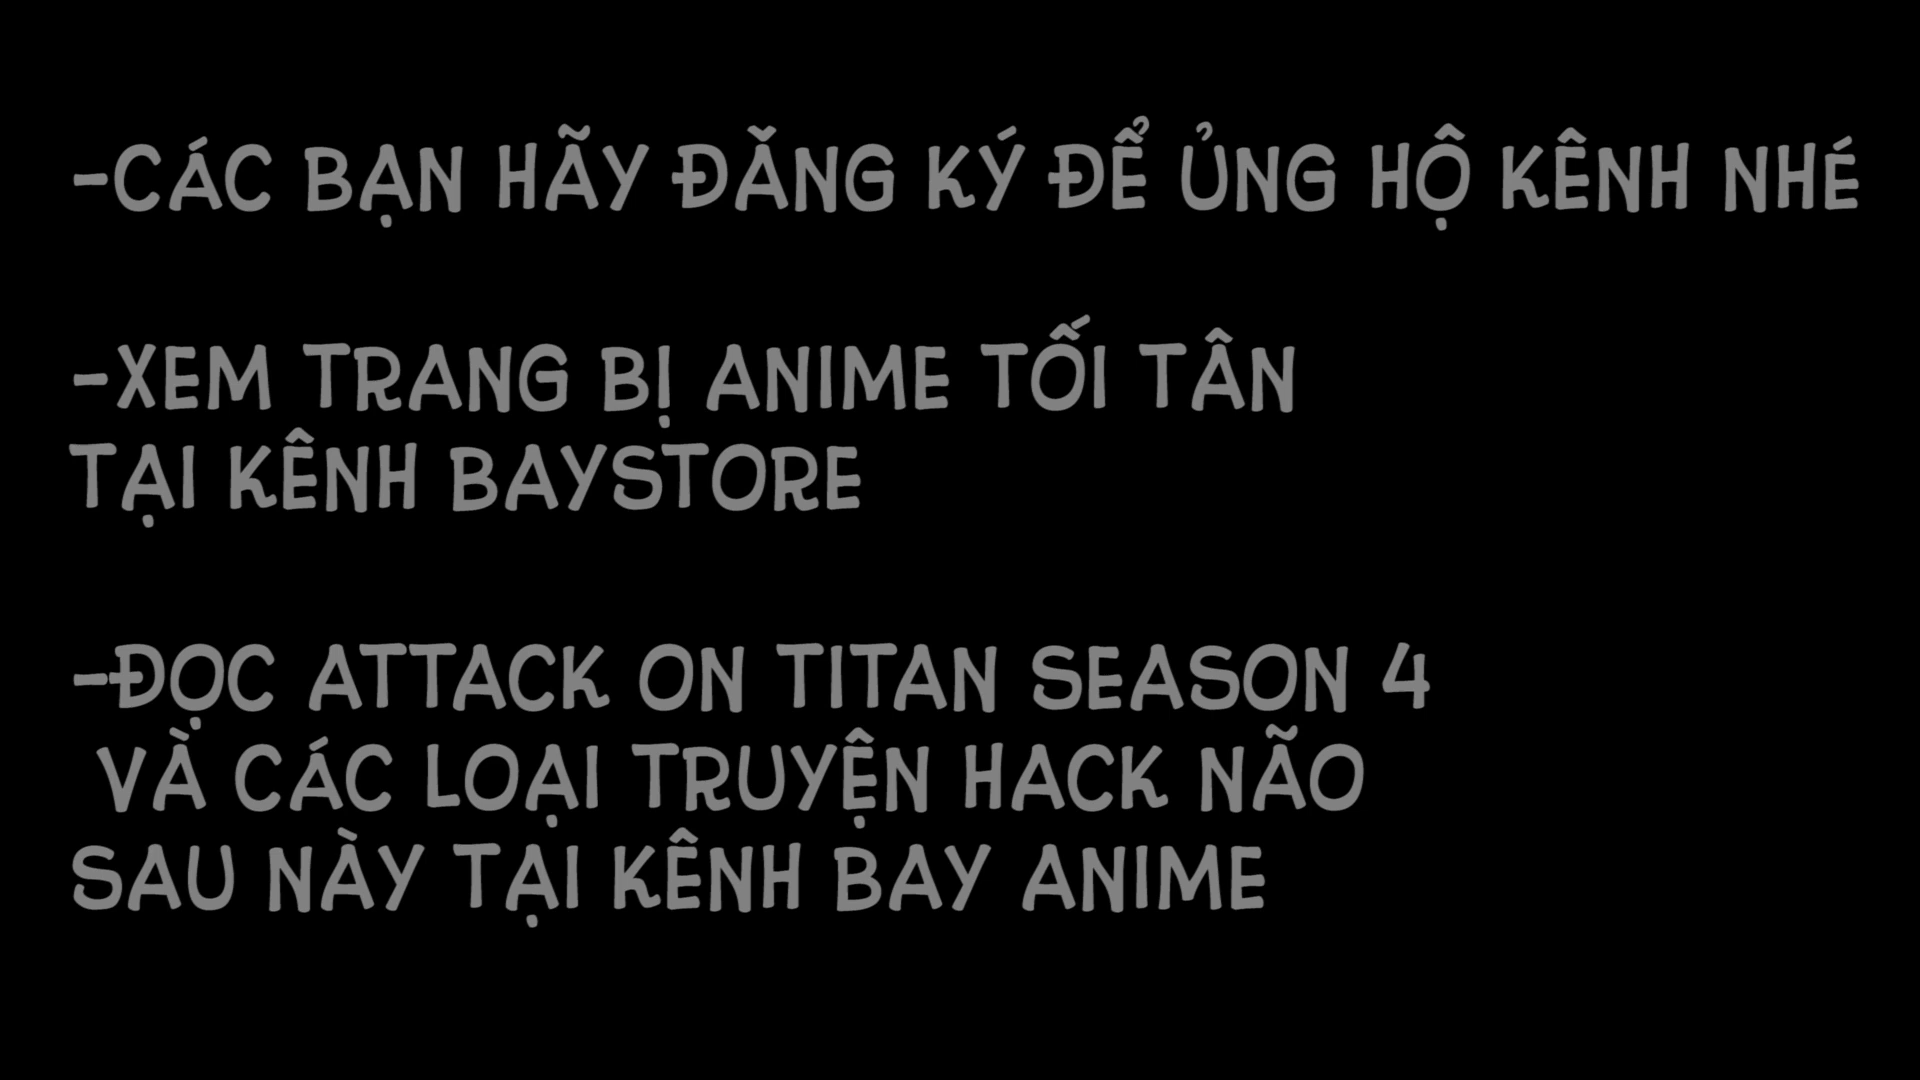 -CÁC BẠN HÃY ĐĂNG KÝ ĐỂ ỦNG HỘ KÊNH NHÉ
-XEM TRANG BỊ ANIME TỐI TÂN
TẠI KÊNH BAYSTORE
-ĐỌC ATTACK ON TITAN SEASON 4
VÀ CÁC LOẠI TRUYỆN HACK NÃO
SAU NÀY TẠI KÊNH BAY ANIME